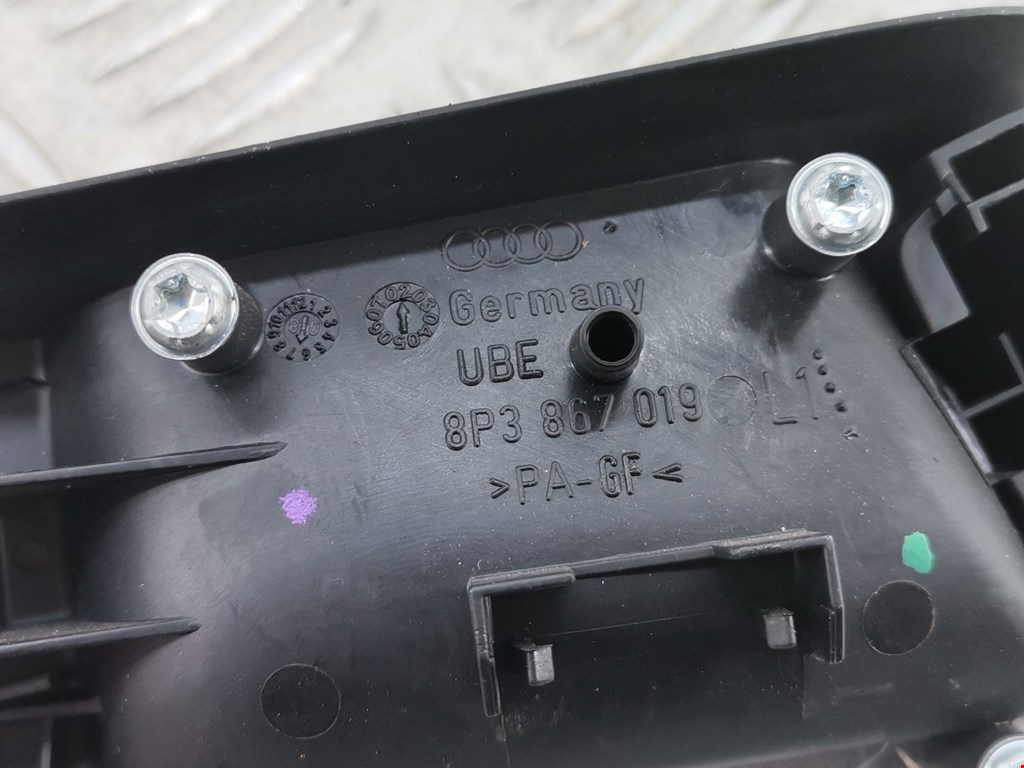 Germany
UBE
8P3 867 019 L1
>PA-GF<